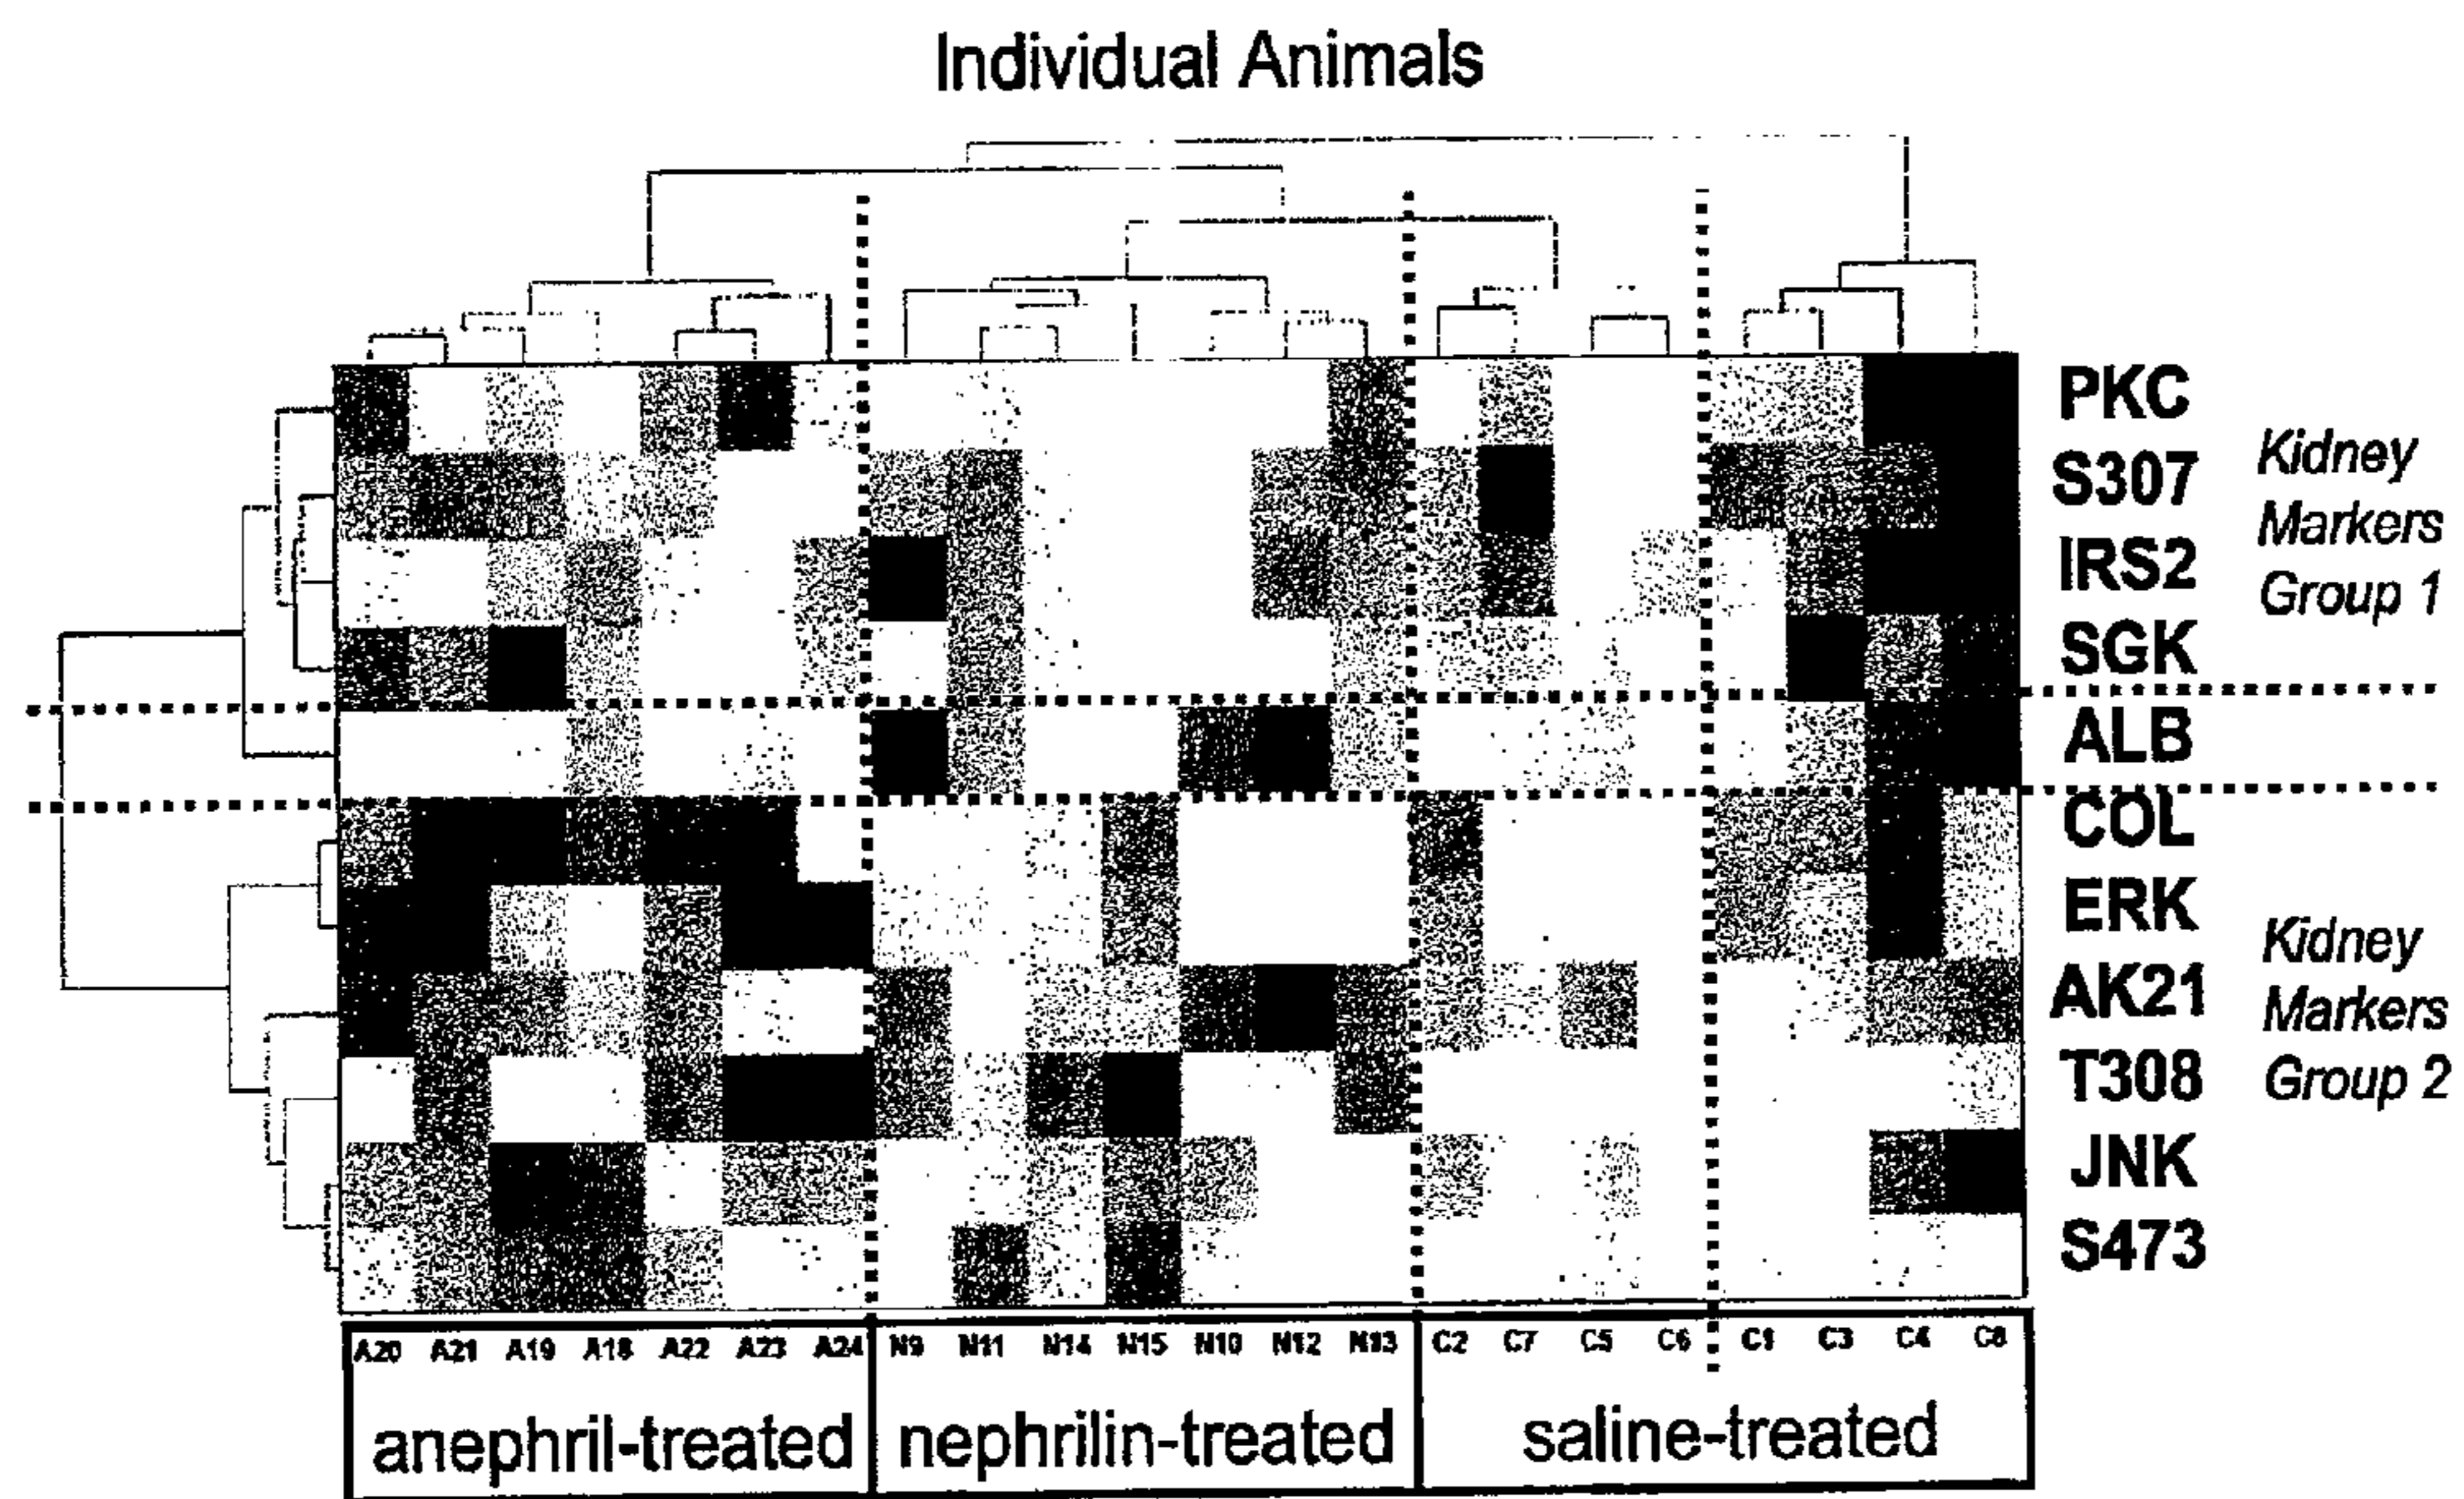 Individual Animals
PKC
S307
IRS2
SGK
Kidney
Markers
Group 1
ALB
COL
ERK
AK21
T308
JNK
S473
Kidney
Markers
Group 2
A20 A21 A19 A18 A22 A23 A24 N9 N11 N14 N15 N10 N12 N13 C2 C7 C5 C6 C1 C3 C4 C8
anephril-treated nephrilin-treated saline-treated